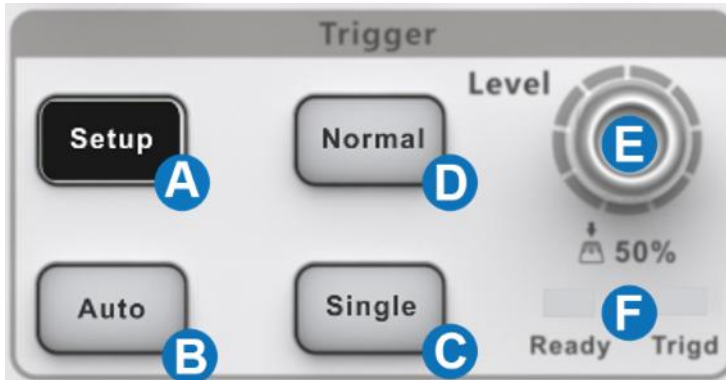 Trigger
Level
Setup
A
Normal
D
E
50%
Auto
B
Single
C
F
Ready Trigd